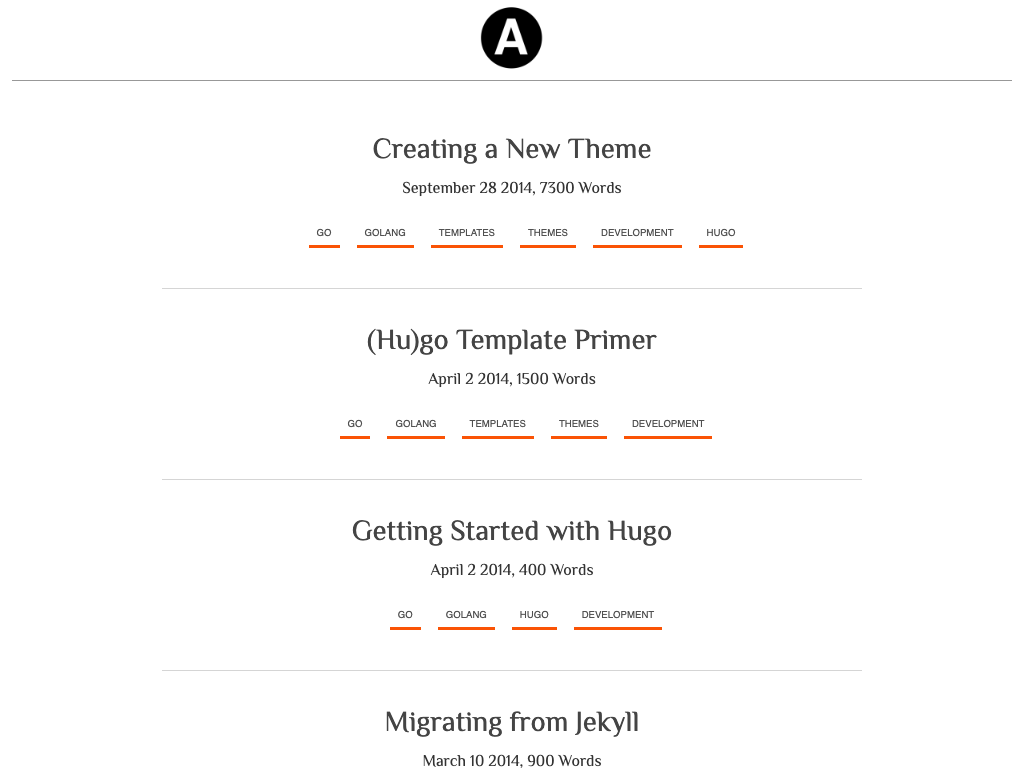 A
Creating a New Theme
September 28 2014, 7300 Words
GO GOLANG TEMPLATES THEMES DEVELOPMENT HUGO
(Hu)go Template Primer
April 2 2014, 1500 Words
GO GOLANG TEMPLATES THEMES DEVELOPMENT
Getting Started with Hugo
April 2 2014, 400 Words
GO GOLANG HUGO DEVELOPMENT
Migrating from Jekyll
March 10 2014, 900 Words